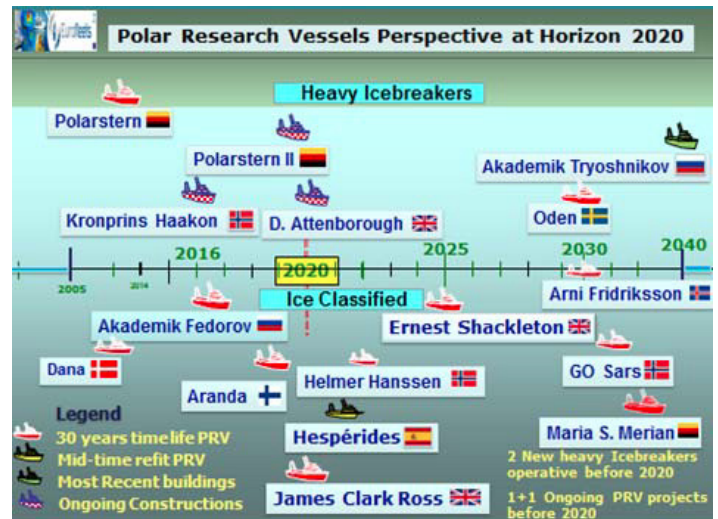 Eurofleets
Polar Research Vessels Perspective at Horizon 2020
Heavy Icebreakers
Polarstern
Polarstern II
Akademik Tryoshnikov
Kronprins Haakon
D. Attenborough
Oden
2005
2014
2016
2020
2025
2030
2040
Ice Classified
Arni Fridriksson
Akademik Fedorov
Ernest Shackleton
Dana
Aranda
Helmer Hanssen
GO Sars
Hespérides
Maria S. Merian
James Clark Ross
Legend
30 years timelife PRV
Mid-time refit PRV
Most Recent buildings
Ongoing Constructions
2 New heavy Icebreakers
operative before 2020
1+1 Ongoing PRV projects
before 2020